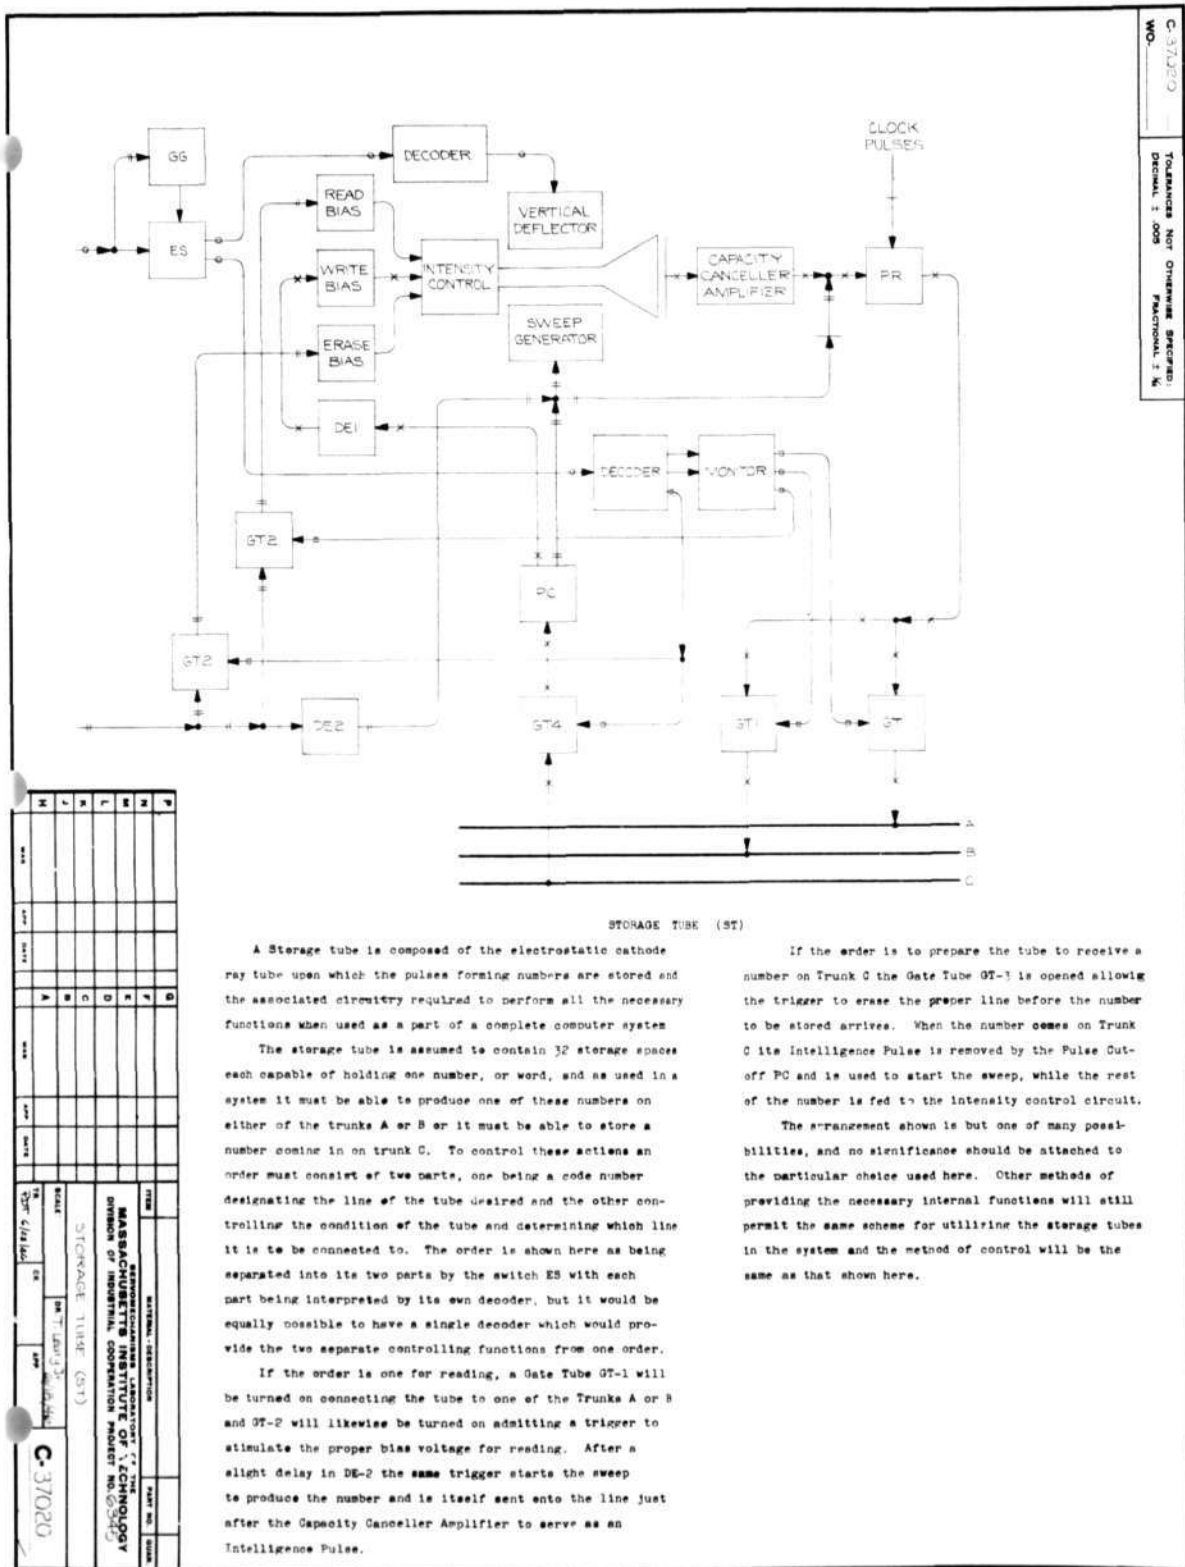 C-37020
WO-
TOLERANCES NOT OTHERWISE SPECIFIED:
DECIMAL ± .005 FRACTIONAL ±
CLOCK
PULSES
GG
DECODER
READ
BIAS
VERTICAL
DEFLECTOR
ES
WRITE
BIAS
INTENSITY
CONTROL
CAPACITY
CANCELLER
AMPLIFIER
PR
SWEEP
GENERATOR
ERASE
BIAS
DE1
DECODER
MONITOR
GT2
PC
GT2
DE2
GT4
GT1
GT
A
B
C
STORAGE TUBE (ST)
A Storage tube is composed of the electrostatic cathode
ray tube upon which the pulses forming numbers are stored and
the associated circuitry required to perform all the necessary
functions when used as a part of a complete computer system
The storage tube is assumed to contain 32 storage spaces
each capable of holding one number, or word, and as used in a
system it must be able to produce one of these numbers on
either of the trunks A or B or it must be able to store a
number coming in on trunk C. To control these actions an
order must consist of two parts, one being a code number
designating the line of the tube desired and the other con-
trolling the condition of the tube and determining which line
it is to be connected to. The order is shown here as being
separated into its two parts by the switch ES with each
part being interpreted by its own decoder, but it would be
equally possible to have a single decoder which would pro-
vide the two separate controlling functions from one order.
If the order is one for reading, a Gate Tube GT-1 will
be turned on connecting the tube to one of the Trunks A or B
and GT-2 will likewise be turned on admitting a trigger to
stimulate the proper bias voltage for reading. After a
slight delay in DE-2 the same trigger starts the sweep
to produce the number and is itself sent onto the line just
after the Capacity Canceller Amplifier to serve as an
Intelligence Pulse.
If the order is to prepare the tube to receive a
number on Trunk C the Gate Tube GT-3 is opened allowig
the trigger to erase the proper line before the number
to be stored arrives. When the number comes on Trunk
C its Intelligence Pulse is removed by the Pulse Cut-
off PC and is used to start the sweep, while the rest
of the number is fed to the intensity control circuit.
The arrangement shown is but one of many possi-
bilities, and no significance should be attached to
the particular choice used here. Other methods of
providing the necessary internal functions will still
permit the same scheme for utilizing the storage tubes
in the system and the method of control will be the
same as that shown here.
P
N
M
L
K
J
H
WAS
APP
DATE
Q
F
E
D
C
B
A
WAS
APP
DATE
ITEM
MATERIAL - DESCRIPTION
PART NO.
QUAN.
SERVOMECHANISMS LABORATORY OF THE
MASSACHUSETTS INSTITUTE OF TECHNOLOGY
DIVISION OF INDUSTRIAL COOPERATION PROJECT NO. 6345
STORAGE TUBE (ST)
SCALE
DR.
TR.
CK
APP
C-37020